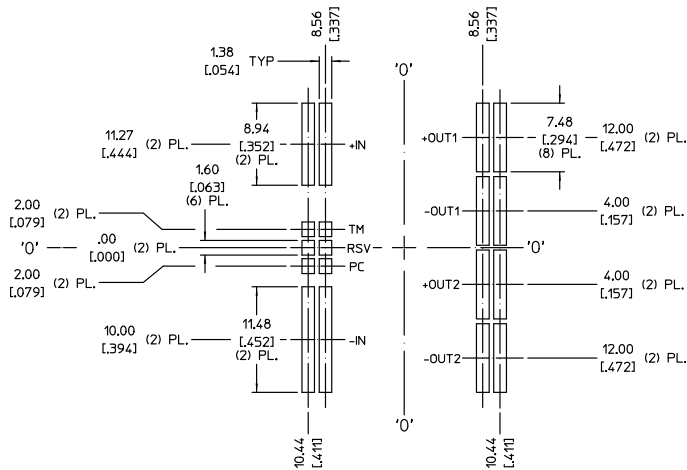 8.56
[.337]
8.56
[.337]
1.38
[.054]
TYP
'0'
11.27
[.444]
(2) PL.
8.94
[.352]
(2) PL.
+IN
+OUT1
7.48
[.294]
(8) PL.
12.00
[.472]
(2) PL.
1.60
[.063]
(6) PL.
2.00
[.079]
(2) PL.
TM
-OUT1
4.00
[.157]
(2) PL.
'0'
.00
[.000]
(2) PL.
RSV
'0'
2.00
[.079]
(2) PL.
PC
+OUT2
4.00
[.157]
(2) PL.
10.00
[.394]
(2) PL.
11.48
[.452]
(2) PL.
-IN
-OUT2
12.00
[.472]
(2) PL.
'0'
10.44
[.411]
10.44
[.411]